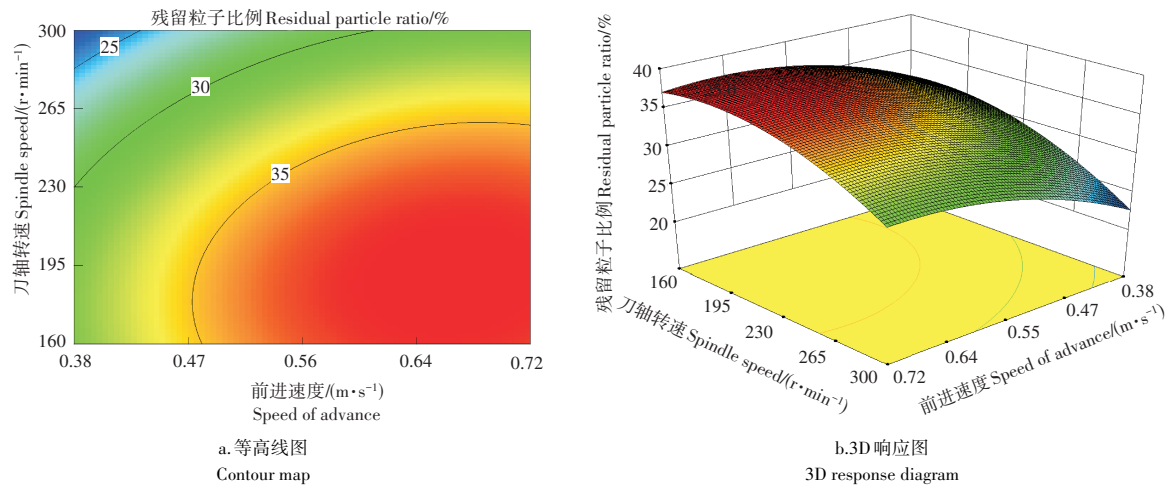 残留粒子比例 Residual particle ratio/%
刀轴转速 Spindle speed/(r·min⁻¹)
300
265
230
195
160
25
30
35
0.38
0.47
0.56
0.64
0.72
前进速度/(m·s⁻¹)
Speed of advance
a.等高线图
Contour map
残留粒子比例 Residual particle ratio/%
40
35
30
25
20
160
195
230
265
300
刀轴转速 Spindle speed/(r·min⁻¹)
0.72
0.64
0.55
0.47
0.38
前进速度 Speed of advance/(m·s⁻¹)
b.3D 响应图
3D response diagram